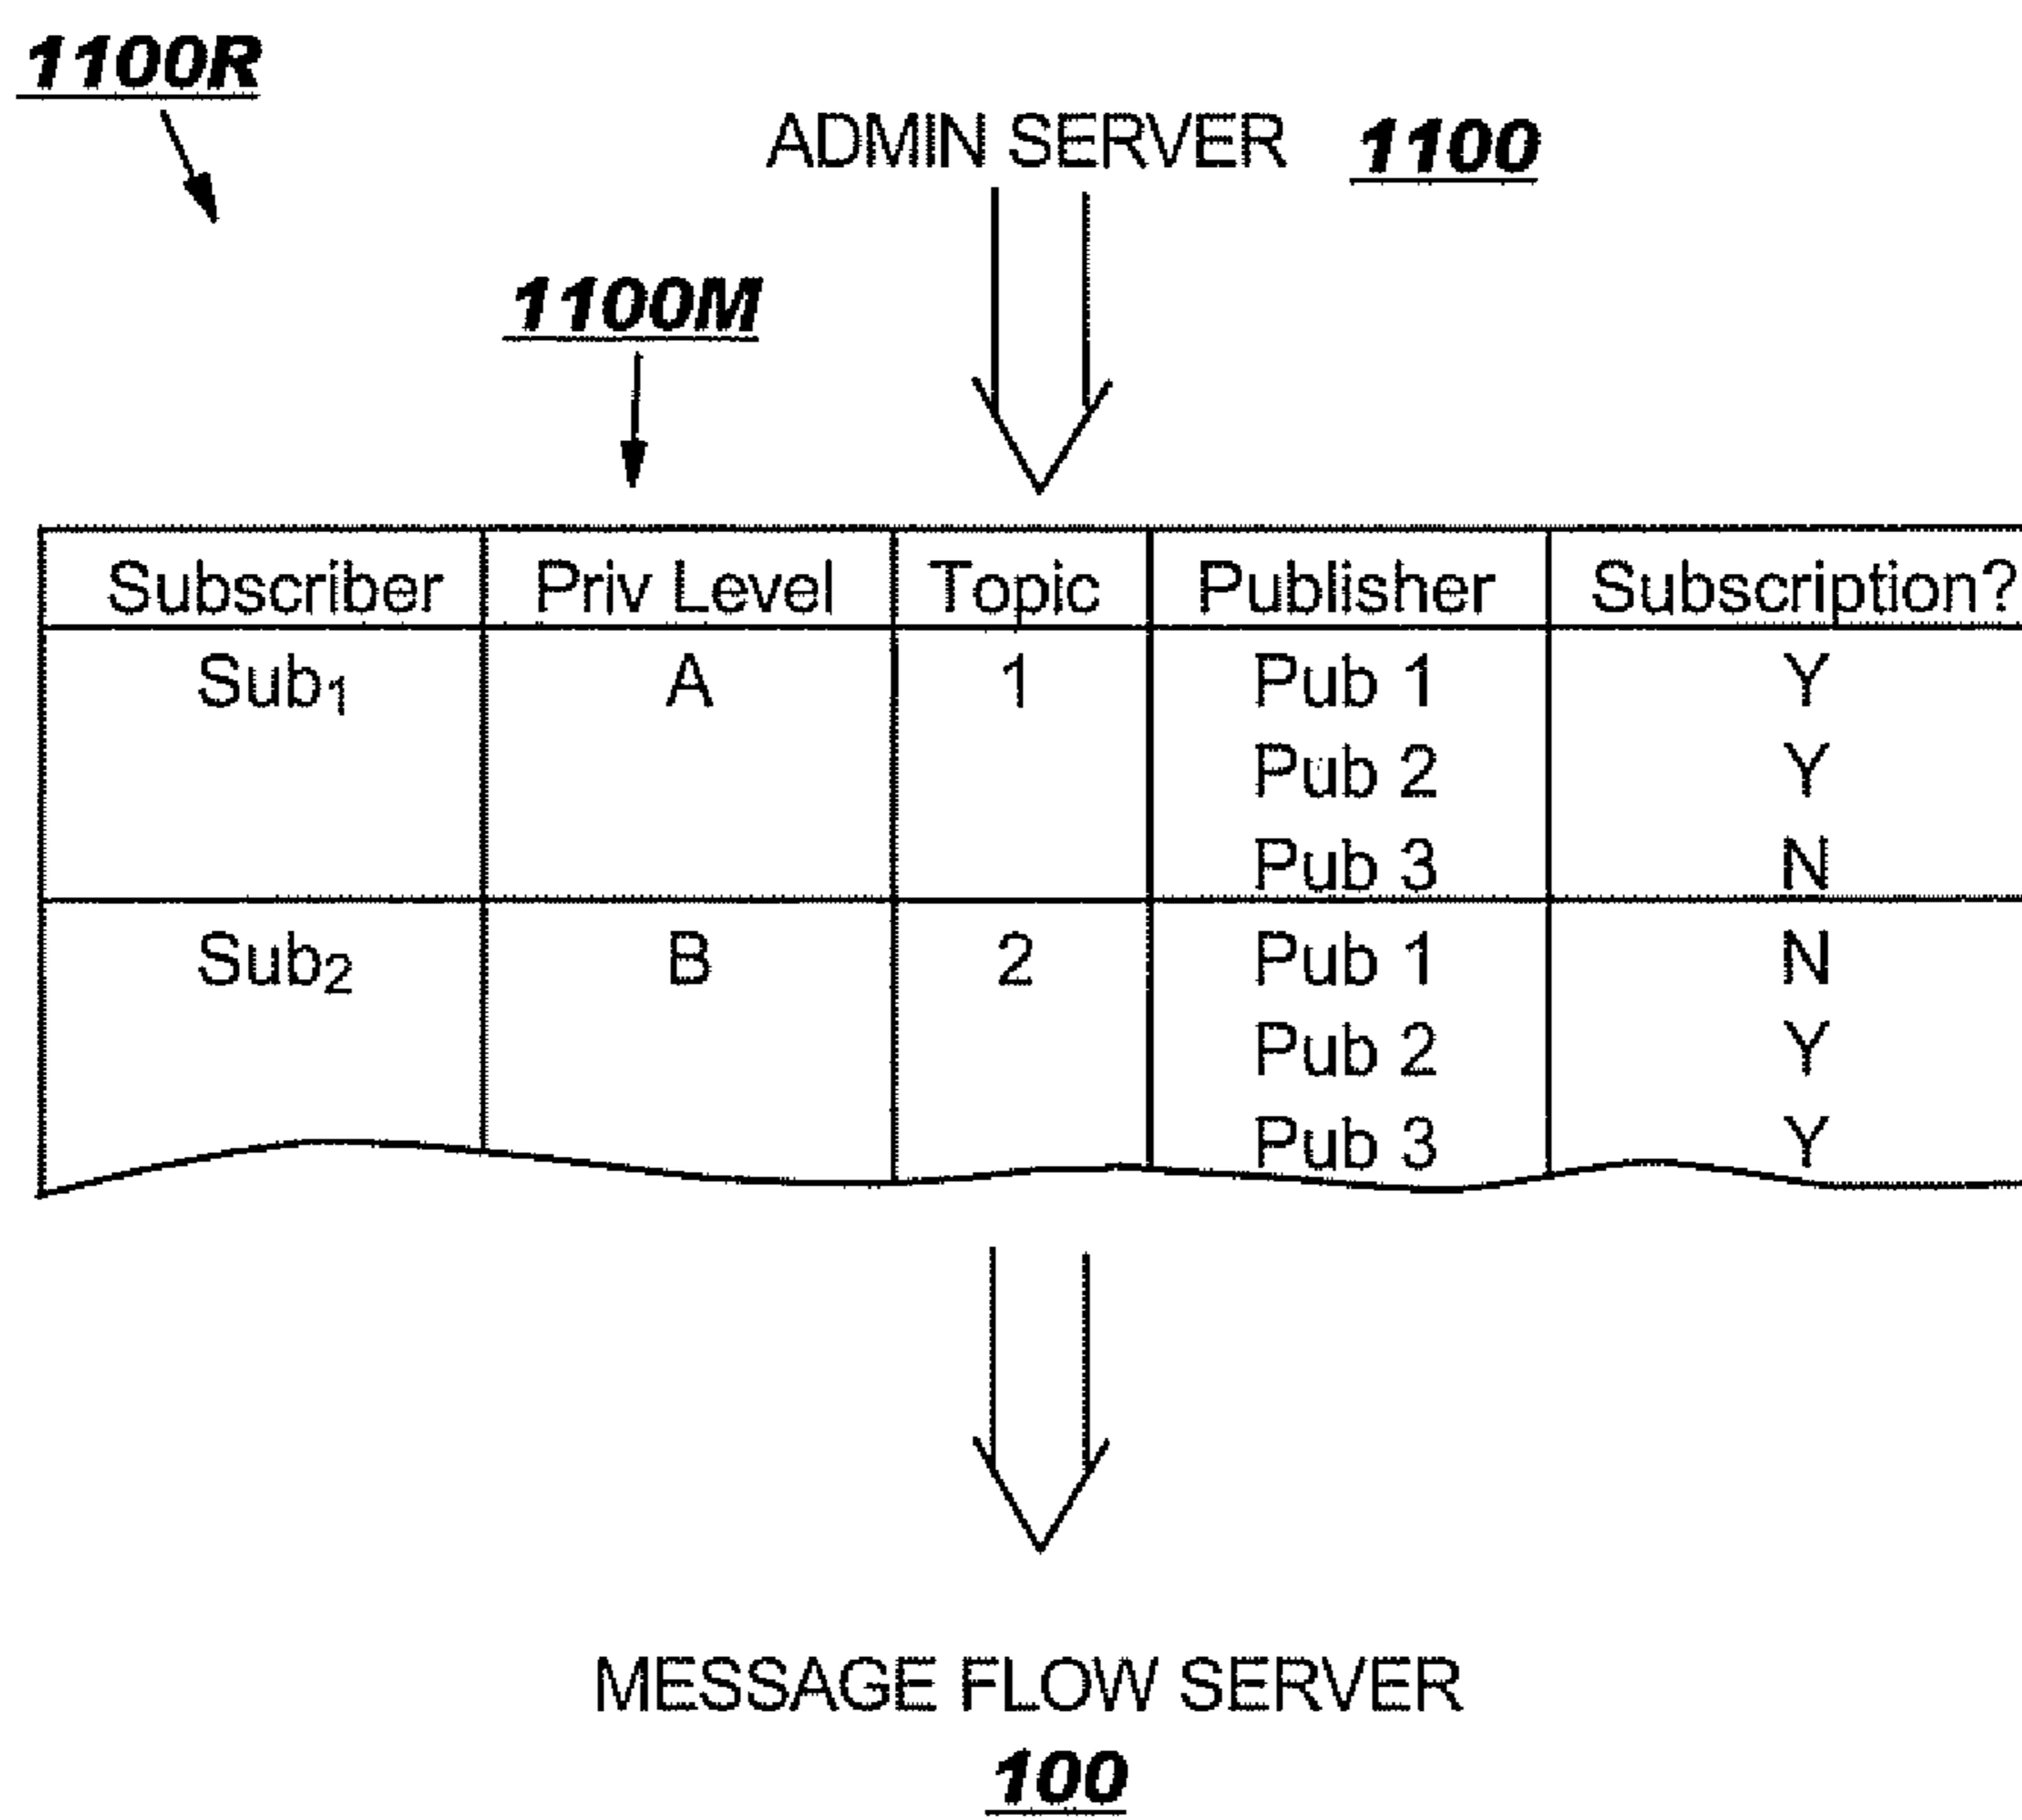 1100R
ADMIN SERVER 1100
1100M
Subscriber Priv Level Topic Publisher Subscription?
Sub₁ A 1 Pub 1 Y
Pub 2 Y
Pub 3 N
Sub₂ B 2 Pub 1 N
Pub 2 Y
Pub 3 Y
MESSAGE FLOW SERVER
100